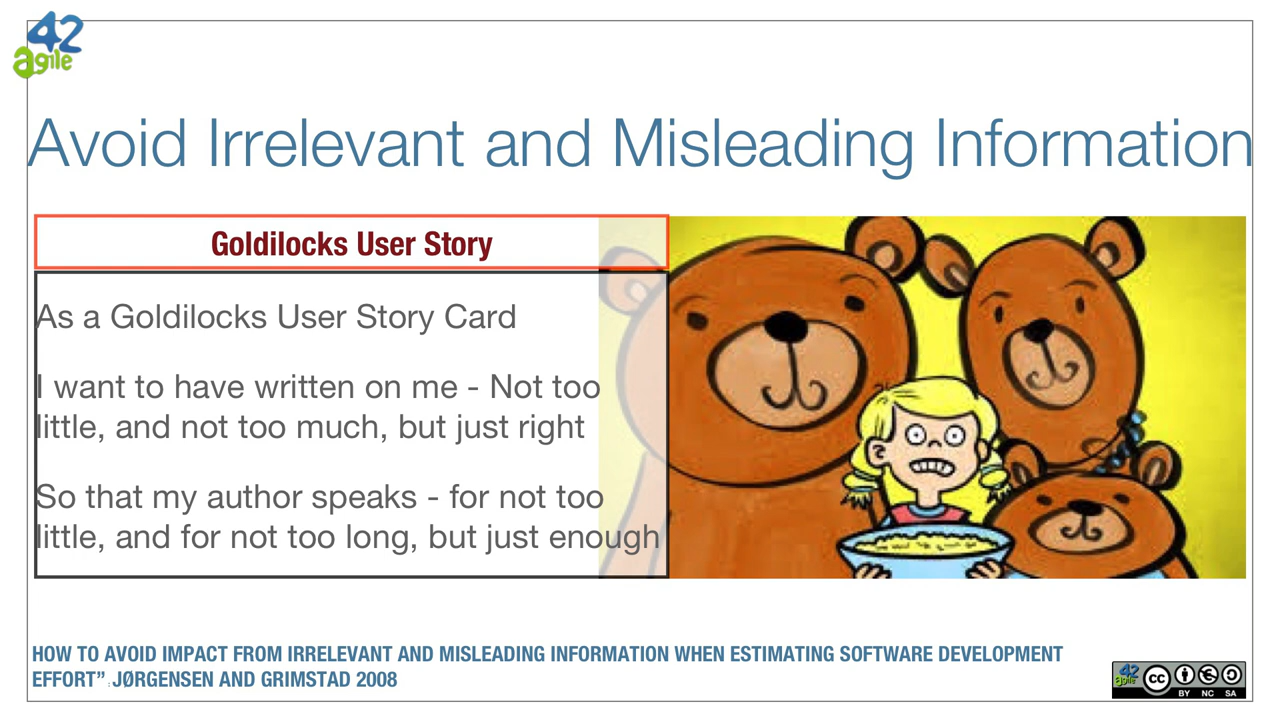 42
agile
Avoid Irrelevant and Misleading Information
Goldilocks User Story
As a Goldilocks User Story Card
I want to have written on me - Not too
little, and not too much, but just right
So that my author speaks - for not too
little, and for not too long, but just enough
HOW TO AVOID IMPACT FROM IRRELEVANT AND MISLEADING INFORMATION WHEN ESTIMATING SOFTWARE DEVELOPMENT
EFFORT” : JØRGENSEN AND GRIMSTAD 2008
42
agile
cc
BY NC SA